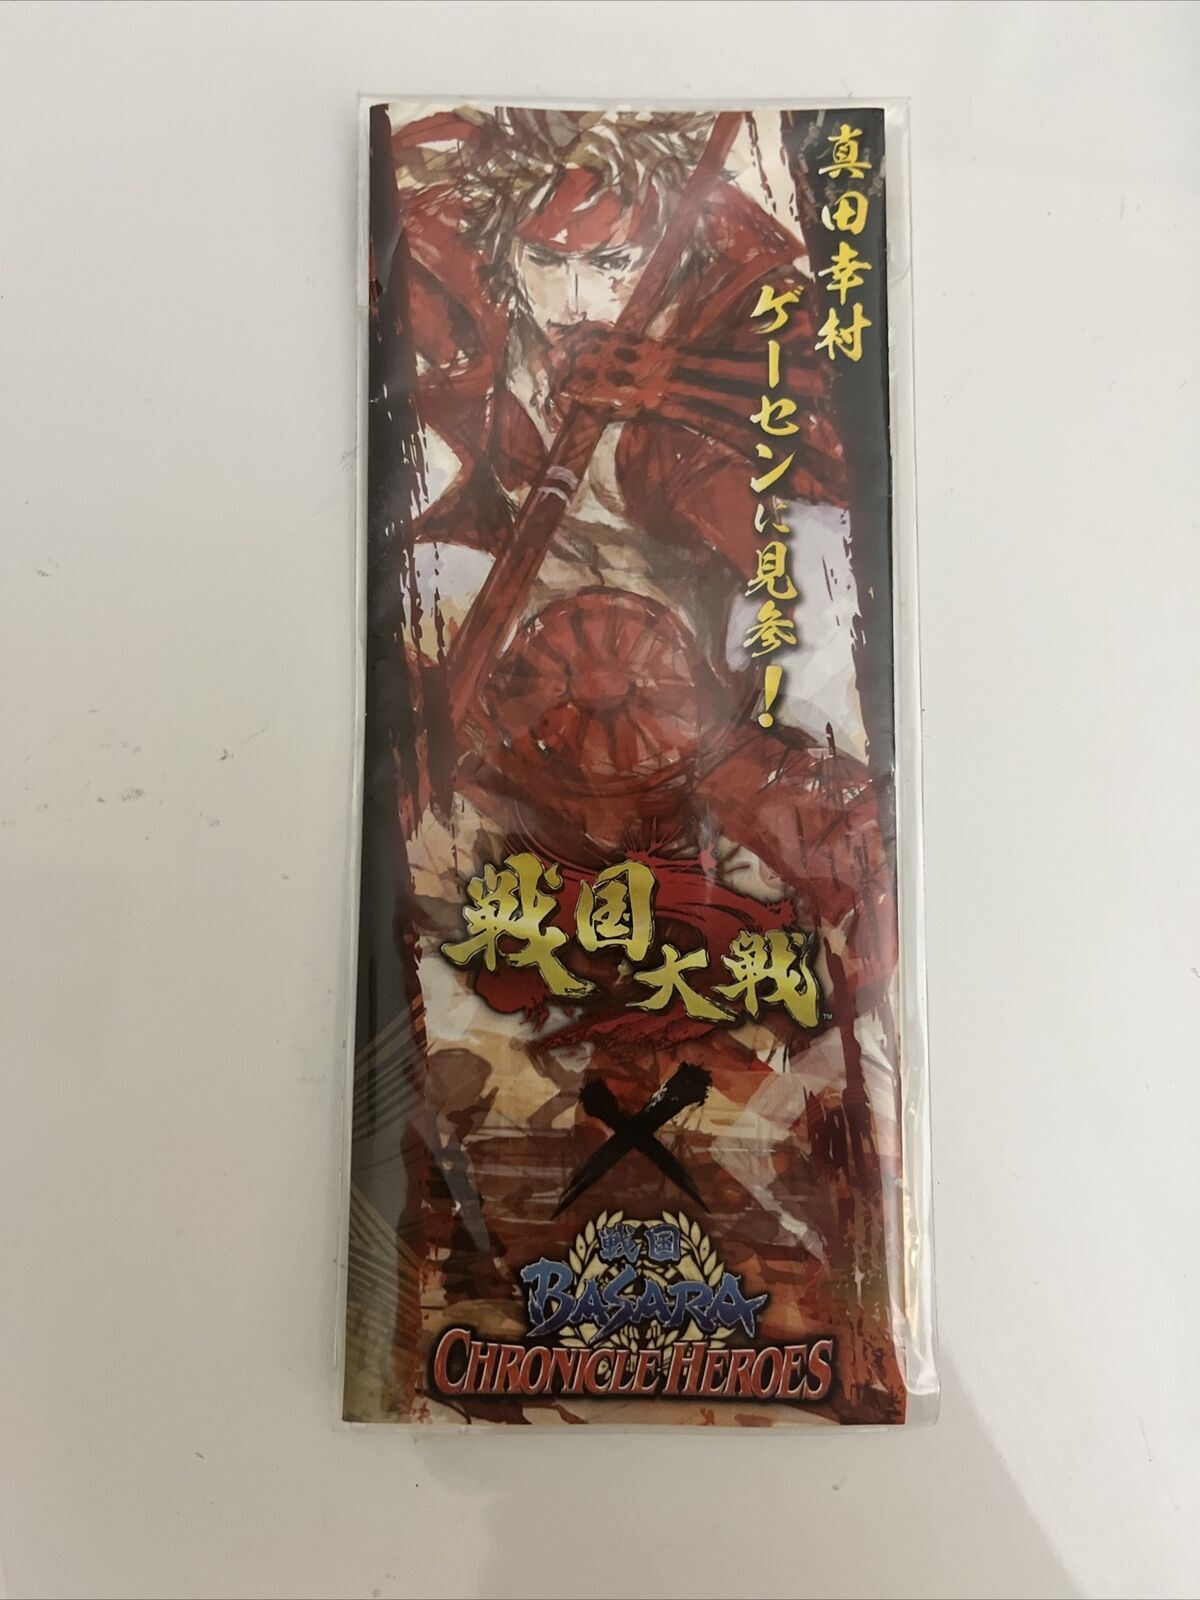 真田幸村
ゲーセンに見参!
戦国大戦
TM
×
戦国
BASARA
CHRONICLE HEROES